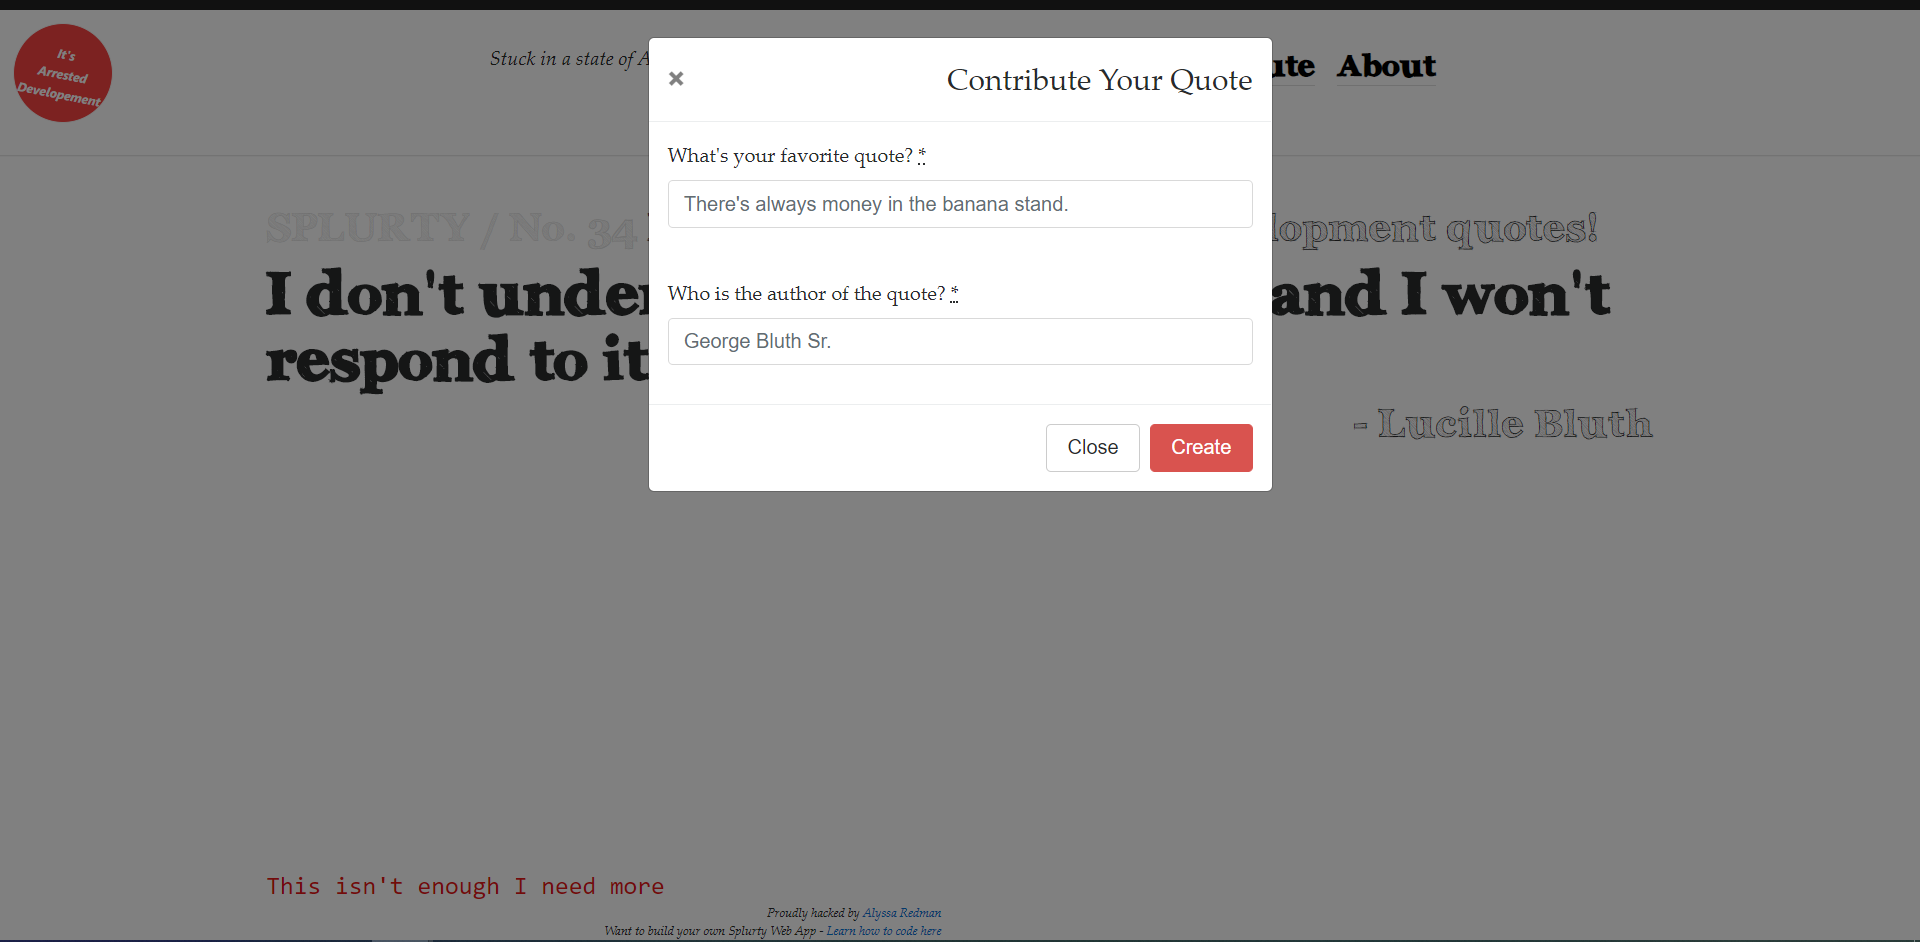 It's
Arrested
Developement
Stuck in a state of
About
Contribute Your Quote
What's your favorite quote? *
There's always money in the banana stand.
Who is the author of the quote? *
George Bluth Sr.
Close Create
SPLURTY / No. 34 quotes!
I don't and I won't
respond to it
- Lucille Bluth
This isn't enough I need more
Proudly hacked by Alyssa Redman
Want to build your own Splurty Web App - Learn how to code here